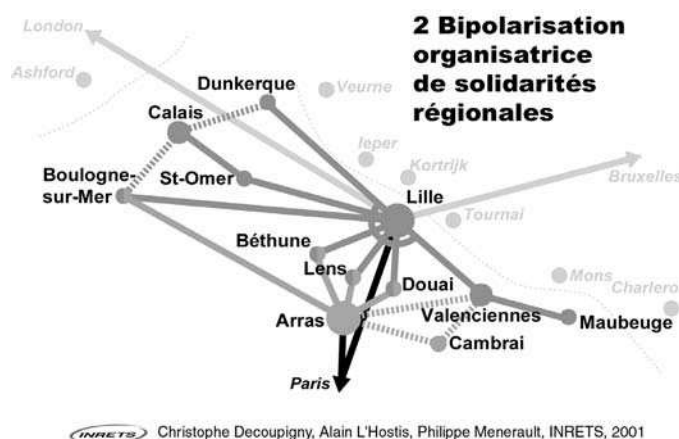 2 Bipolarisation
organisatrice
de solidarités
régionales
London
Ashford
Dunkerque
Veurne
Calais
Ieper
Kortrijk
Boulogne-
sur-Mer
St-Omer
Lille
Bruxelles
Tournai
Béthune
Lens
Douai
Mons
Charlero
Arras
Valenciennes
Maubeuge
Cambrai
Paris
INRETS Christophe Decoupigny, Alain L'Hostis, Philippe Menerault, INRETS, 2001